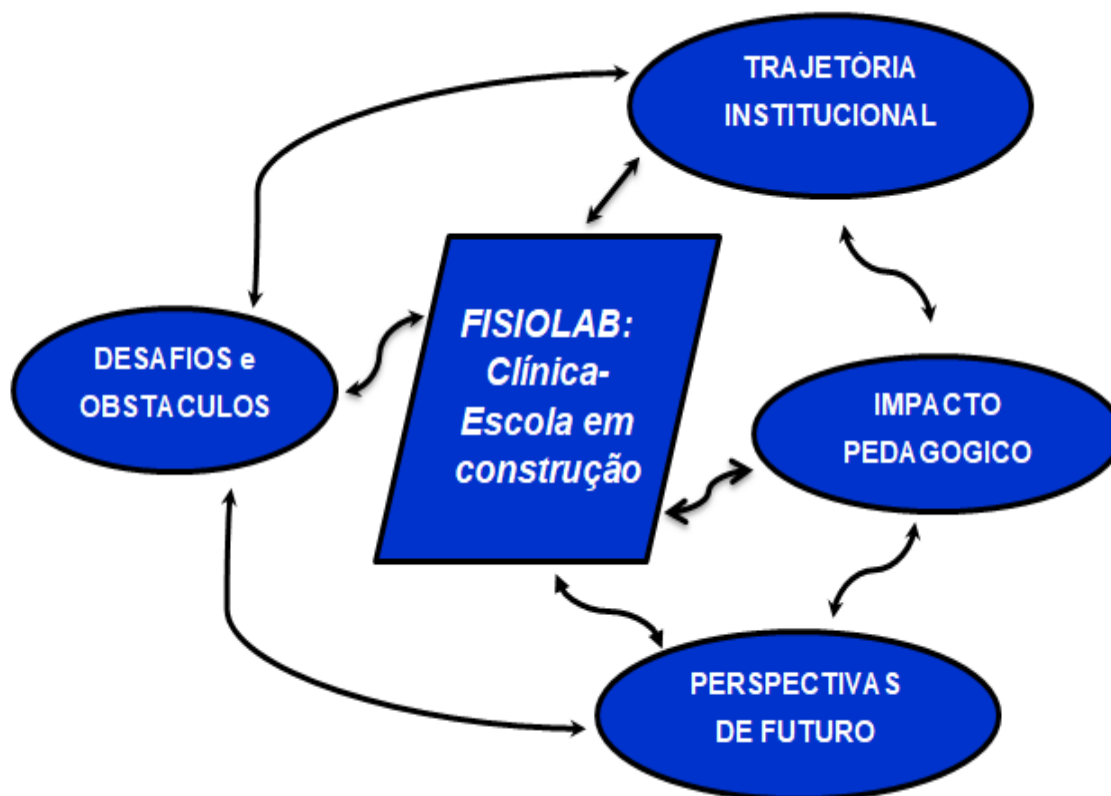 TRAJETÓRIA
INSTITUCIONAL
FISIOLAB:
Clínica-
Escola em
construção
DESAFIOS e
OBSTACULOS
IMPACTO
PEDAGOGICO
PERSPECTIVAS
DE FUTURO